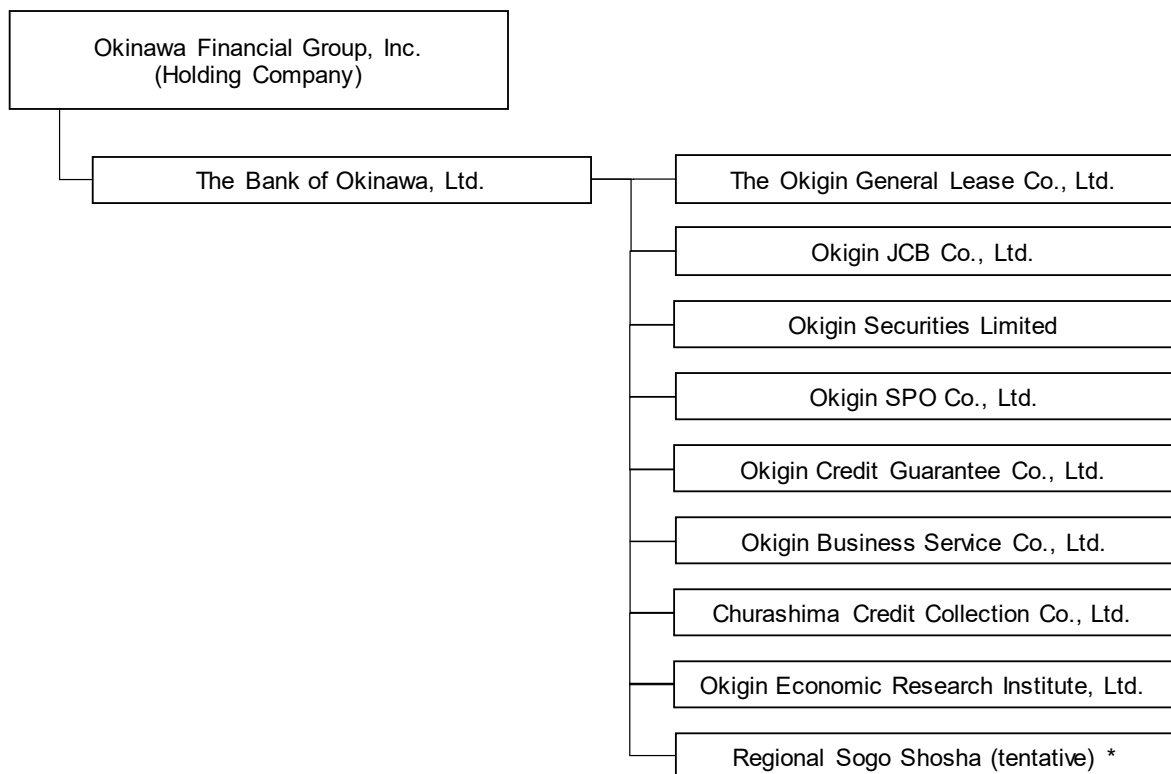 Okinawa Financial Group, Inc.
(Holding Company)
The Bank of Okinawa, Ltd.
The Okigin General Lease Co., Ltd.
Okigin JCB Co., Ltd.
Okigin Securities Limited
Okigin SPO Co., Ltd.
Okigin Credit Guarantee Co., Ltd.
Okigin Business Service Co., Ltd.
Churashima Credit Collection Co., Ltd.
Okigin Economic Research Institute, Ltd.
Regional Sogo Shosha (tentative) *